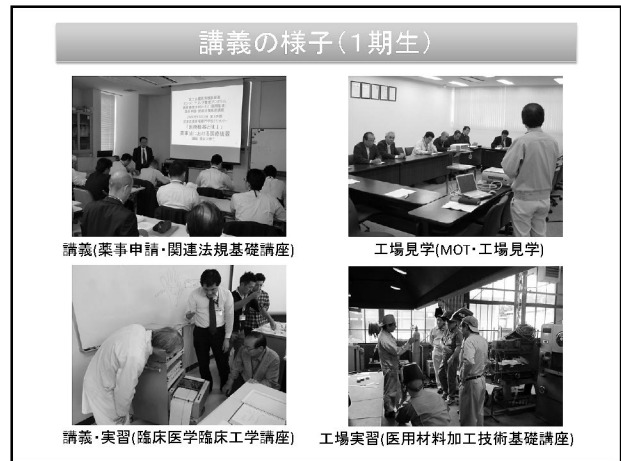 講義の様子(１期生)
講義(薬事申請・関連法規基礎講座)
工場見学(MOT・工場見学)
講義・実習(臨床医学臨床工学講座)
工場実習(医用材料加工技術基礎講座)